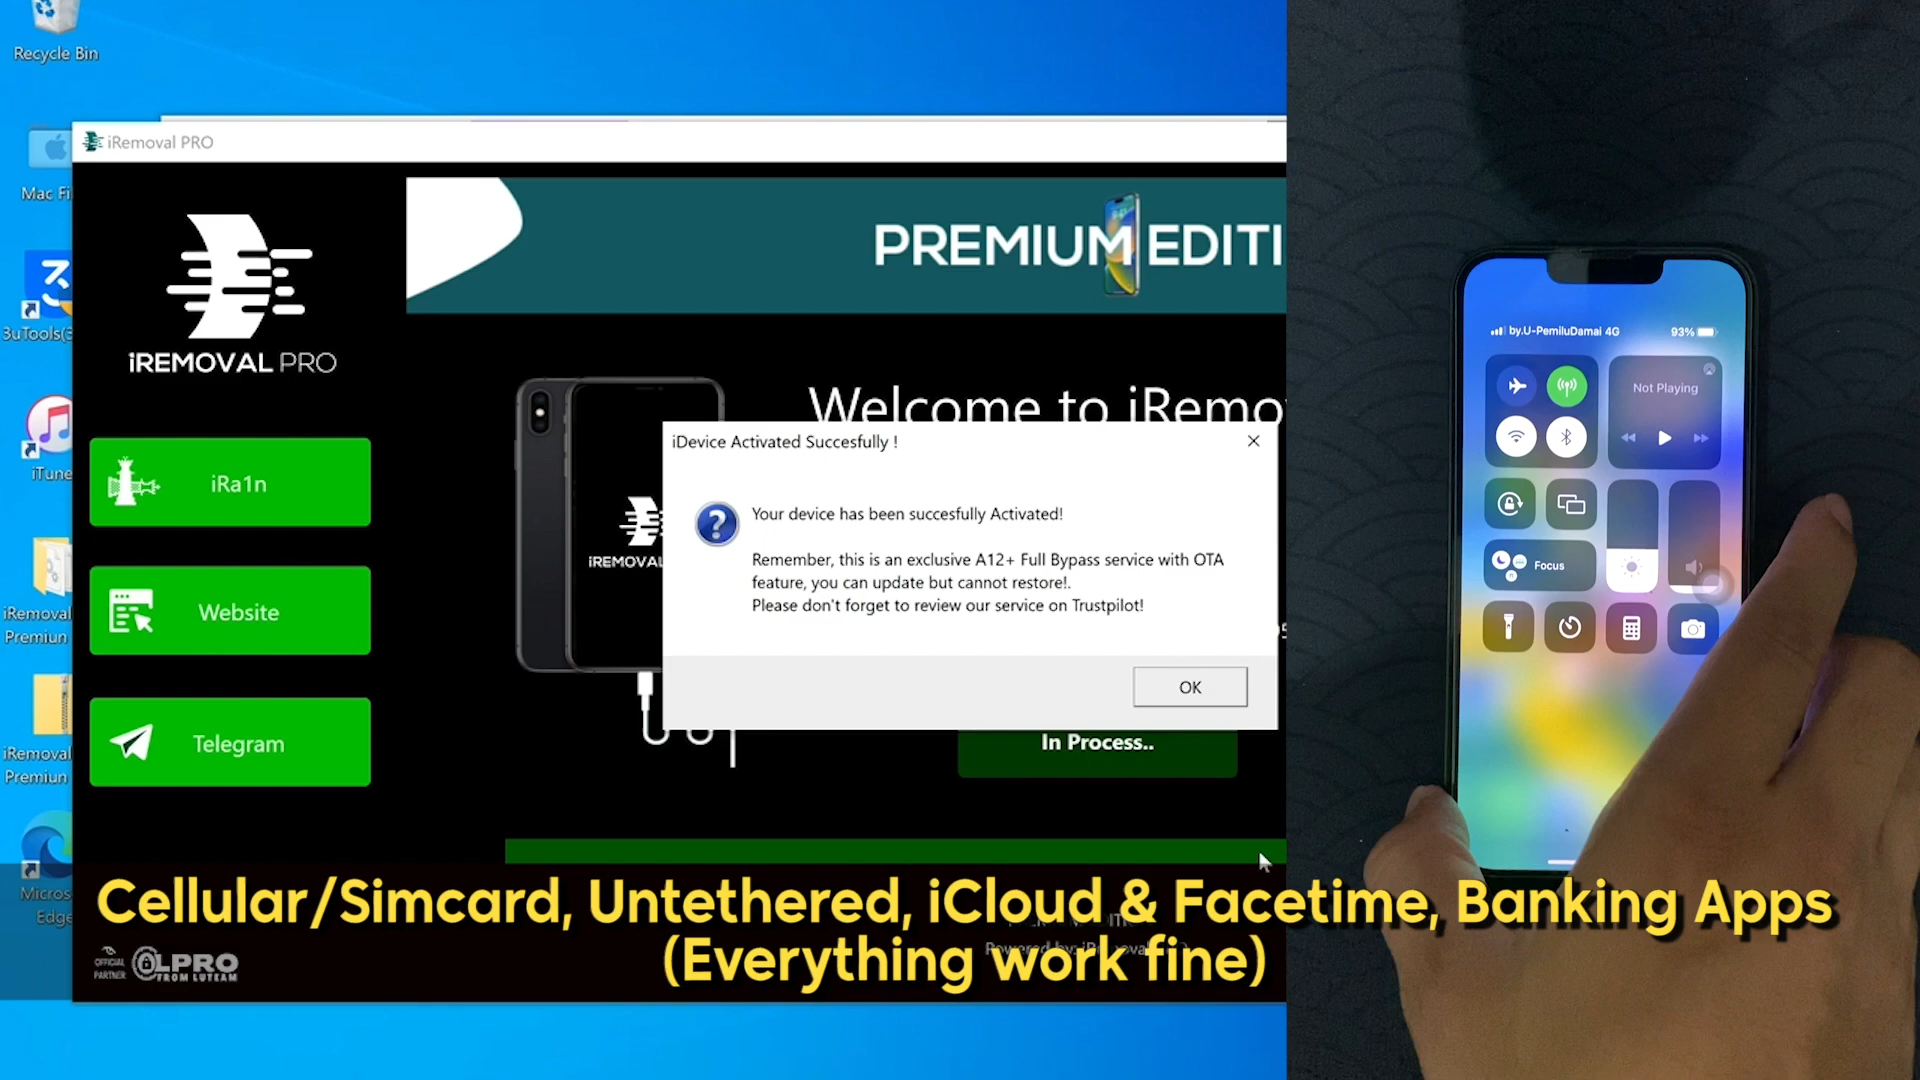 Recycle Bin
iRemoval PRO
Mac Fi
PREMIUM EDITI
3uTools(3
iREMOVAL PRO
Welcome to iRemo
iDevice Activated Succesfully !
iTune
iRa1n
Your device has been succesfully Activated!
iREMOVAL
Remember, this is an exclusive A12+ Full Bypass service with OTA
feature, you can update but cannot restore!.
Please don't forget to review our service on Trustpilot!
Website
iRemoval
Premiun
OK
Telegram
In Process..
iRemoval
Premiun
Micros
Edge
Cellular/Simcard, Untethered, iCloud & Facetime, Banking Apps
(Everything work fine)
OFFICIAL
PARTNER
LPRO
FROM LUTEAM
by.U-PemiluDamai 4G
93%
Not Playing
Focus